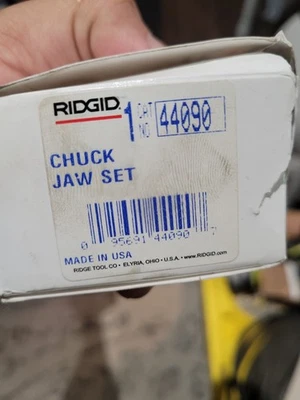 RIDGID
1 CAT NO. 44090
CHUCK
JAW SET
0 95691 44090 7
MADE IN USA
RIDGE TOOL CO • ELYRIA, OHIO • U.S.A. • www.RIDGID.com